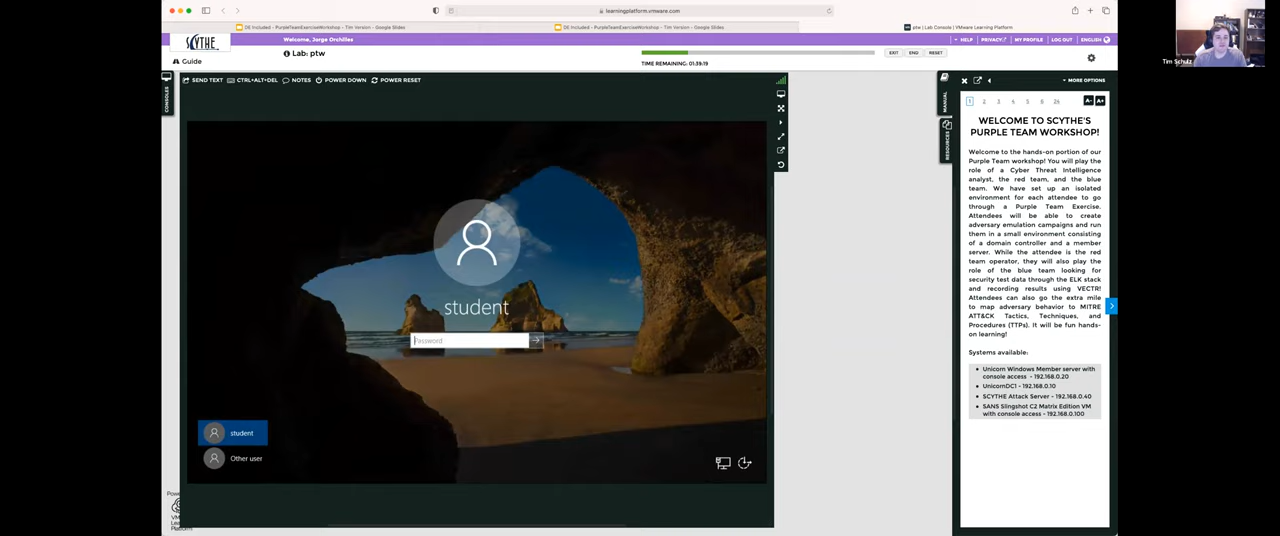 learningplatform.vmware.com
DE Included - PurpleTeamExerciseWorkshop - Tim Version - Google Slides
DE Included - PurpleTeamExerciseWorkshop - Tim Version - Google Slides
ptw | Lab Console | VMware Learning Platform
SCYTHE
Welcome, Jorge Orchilles
HELP
PRIVACY
MY PROFILE
LOG OUT
ENGLISH
Lab: ptw
EXIT
END
RESET
Guide
TIME REMAINING: 01:39:19
Tim Schulz
CONSOLES
SEND TEXT
CTRL+ALT+DEL
NOTES
POWER DOWN
POWER RESET
MANUAL
RESOURCES
MORE OPTIONS
1 2 3 4 5 6 24
A- A+
WELCOME TO SCYTHE'S
PURPLE TEAM WORKSHOP!
Welcome to the hands-on portion of our
Purple Team workshop! You will play the
role of a Cyber Threat Intelligence
analyst, the red team, and the blue
team. We have set up an isolated
environment for each attendee to go
through a Purple Team Exercise.
Attendees will be able to create
adversary emulation campaigns and run
them in a small environment consisting
of a domain controller and a member
server. While the attendee is the red
team operator, they will also play the
role of the blue team looking for
security test data through the ELK stack
and recording results using VECTR!
Attendees can also go the extra mile
to map adversary behavior to MITRE
ATT&CK Tactics, Techniques, and
Procedures (TTPs). It will be fun hands-
on learning!
Systems available:
Unicorn Windows Member server with
console access - 192.168.0.20
UnicornDC1 - 192.168.0.10
SCYTHE Attack Server - 192.168.0.40
SANS Slingshot C2 Matrix Edition VM
with console access - 192.168.0.100
student
Password
student
Other user